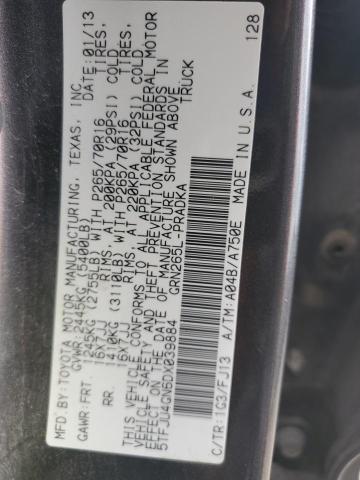 MFD.BY:TOYOTA MOTOR MANUFACTURING, TEXAS, INC. 01/13
GVWR:2445KG (5400LB)
GAWR:FRT. 1245KG (2755LB) WITH P265/70R16 TIRES,
16X7JJ RIMS, AT 200KPA (29PSI) COLD
RR. 1410KG (3110LB) WITH P265/70R16 TIRES,
16X7JJ RIMS, AT 220KPA (32PSI) COLD
THIS VEHICLE CONFORMS TO ALL APPLICABLE FEDERAL MOTOR
VEHICLE SAFETY AND THEFT PREVENTION STANDARDS IN
EFFECT ON THE DATE OF MANUFACTURE SHOWN ABOVE.
5TFJU4GN6DX039884 GRN265L-PRADKA TRUCK
C/TR:1G3/FJ13 A/TM:A04B/A750E MADE IN U.S.A. 128